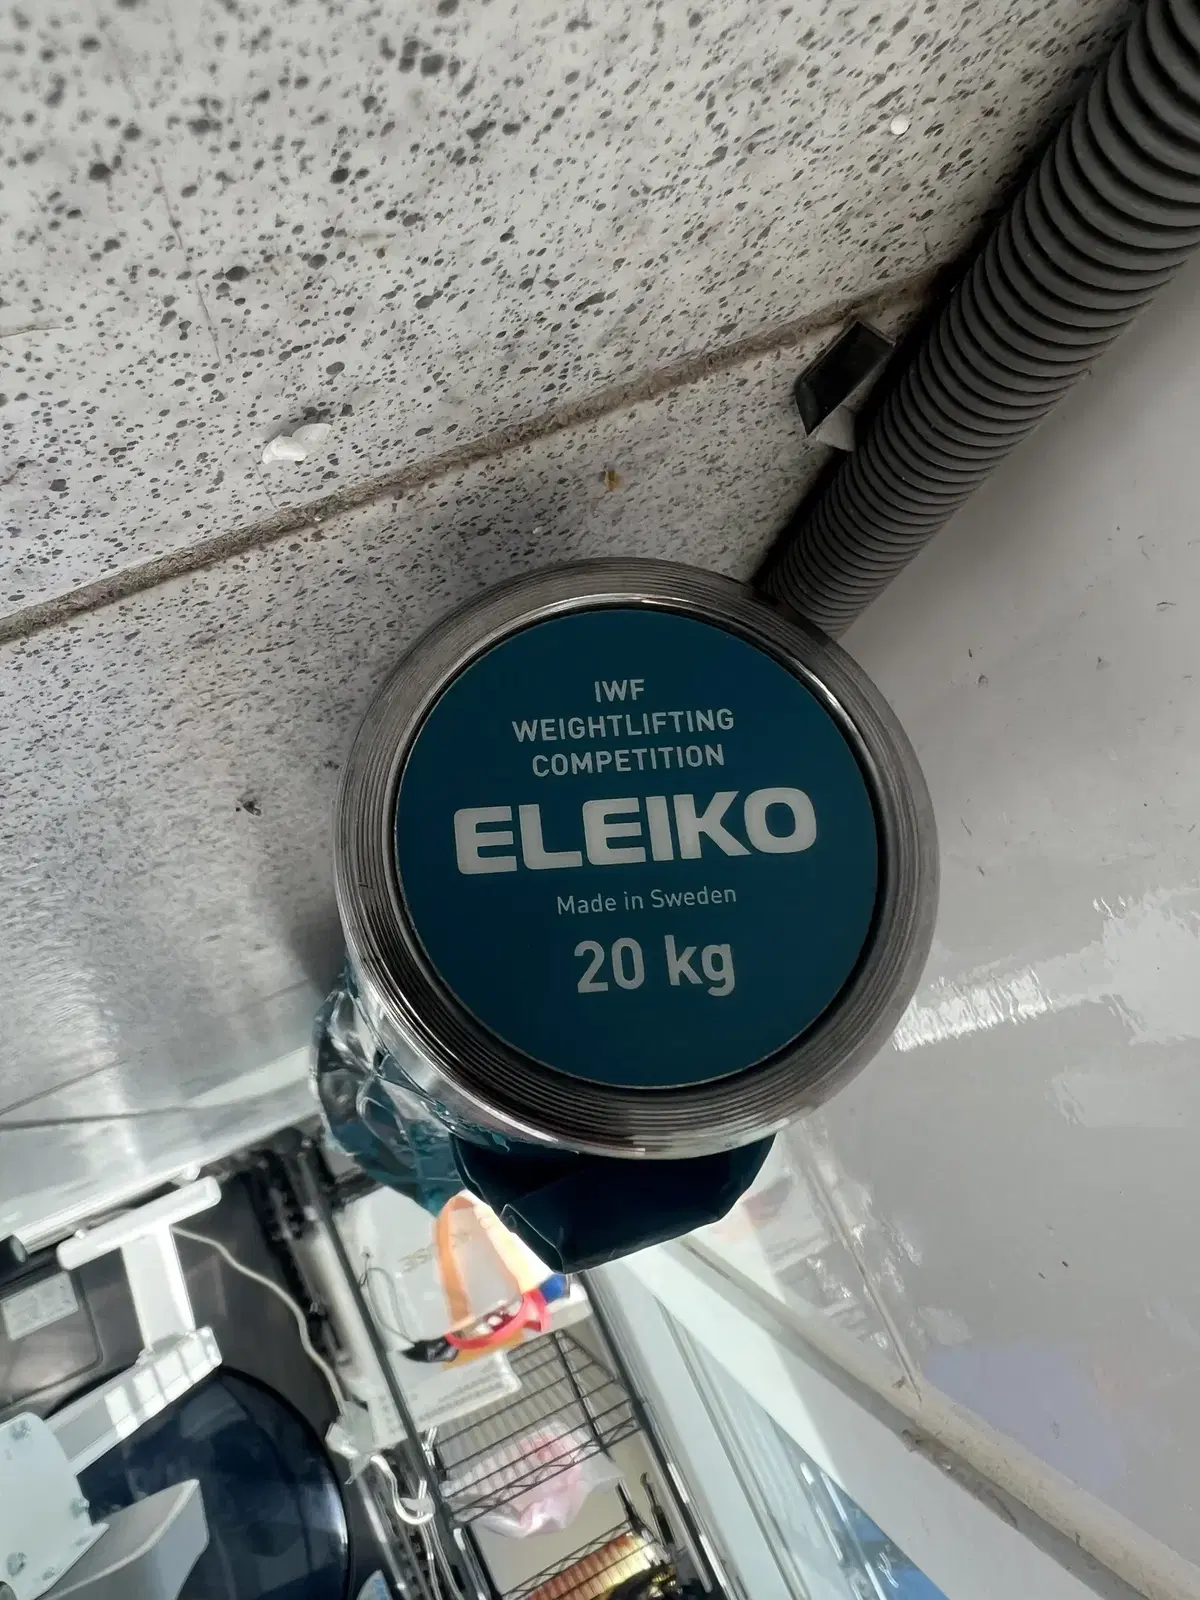 IWF
WEIGHTLIFTING
COMPETITION
ELEIKO
Made in Sweden
20 kg